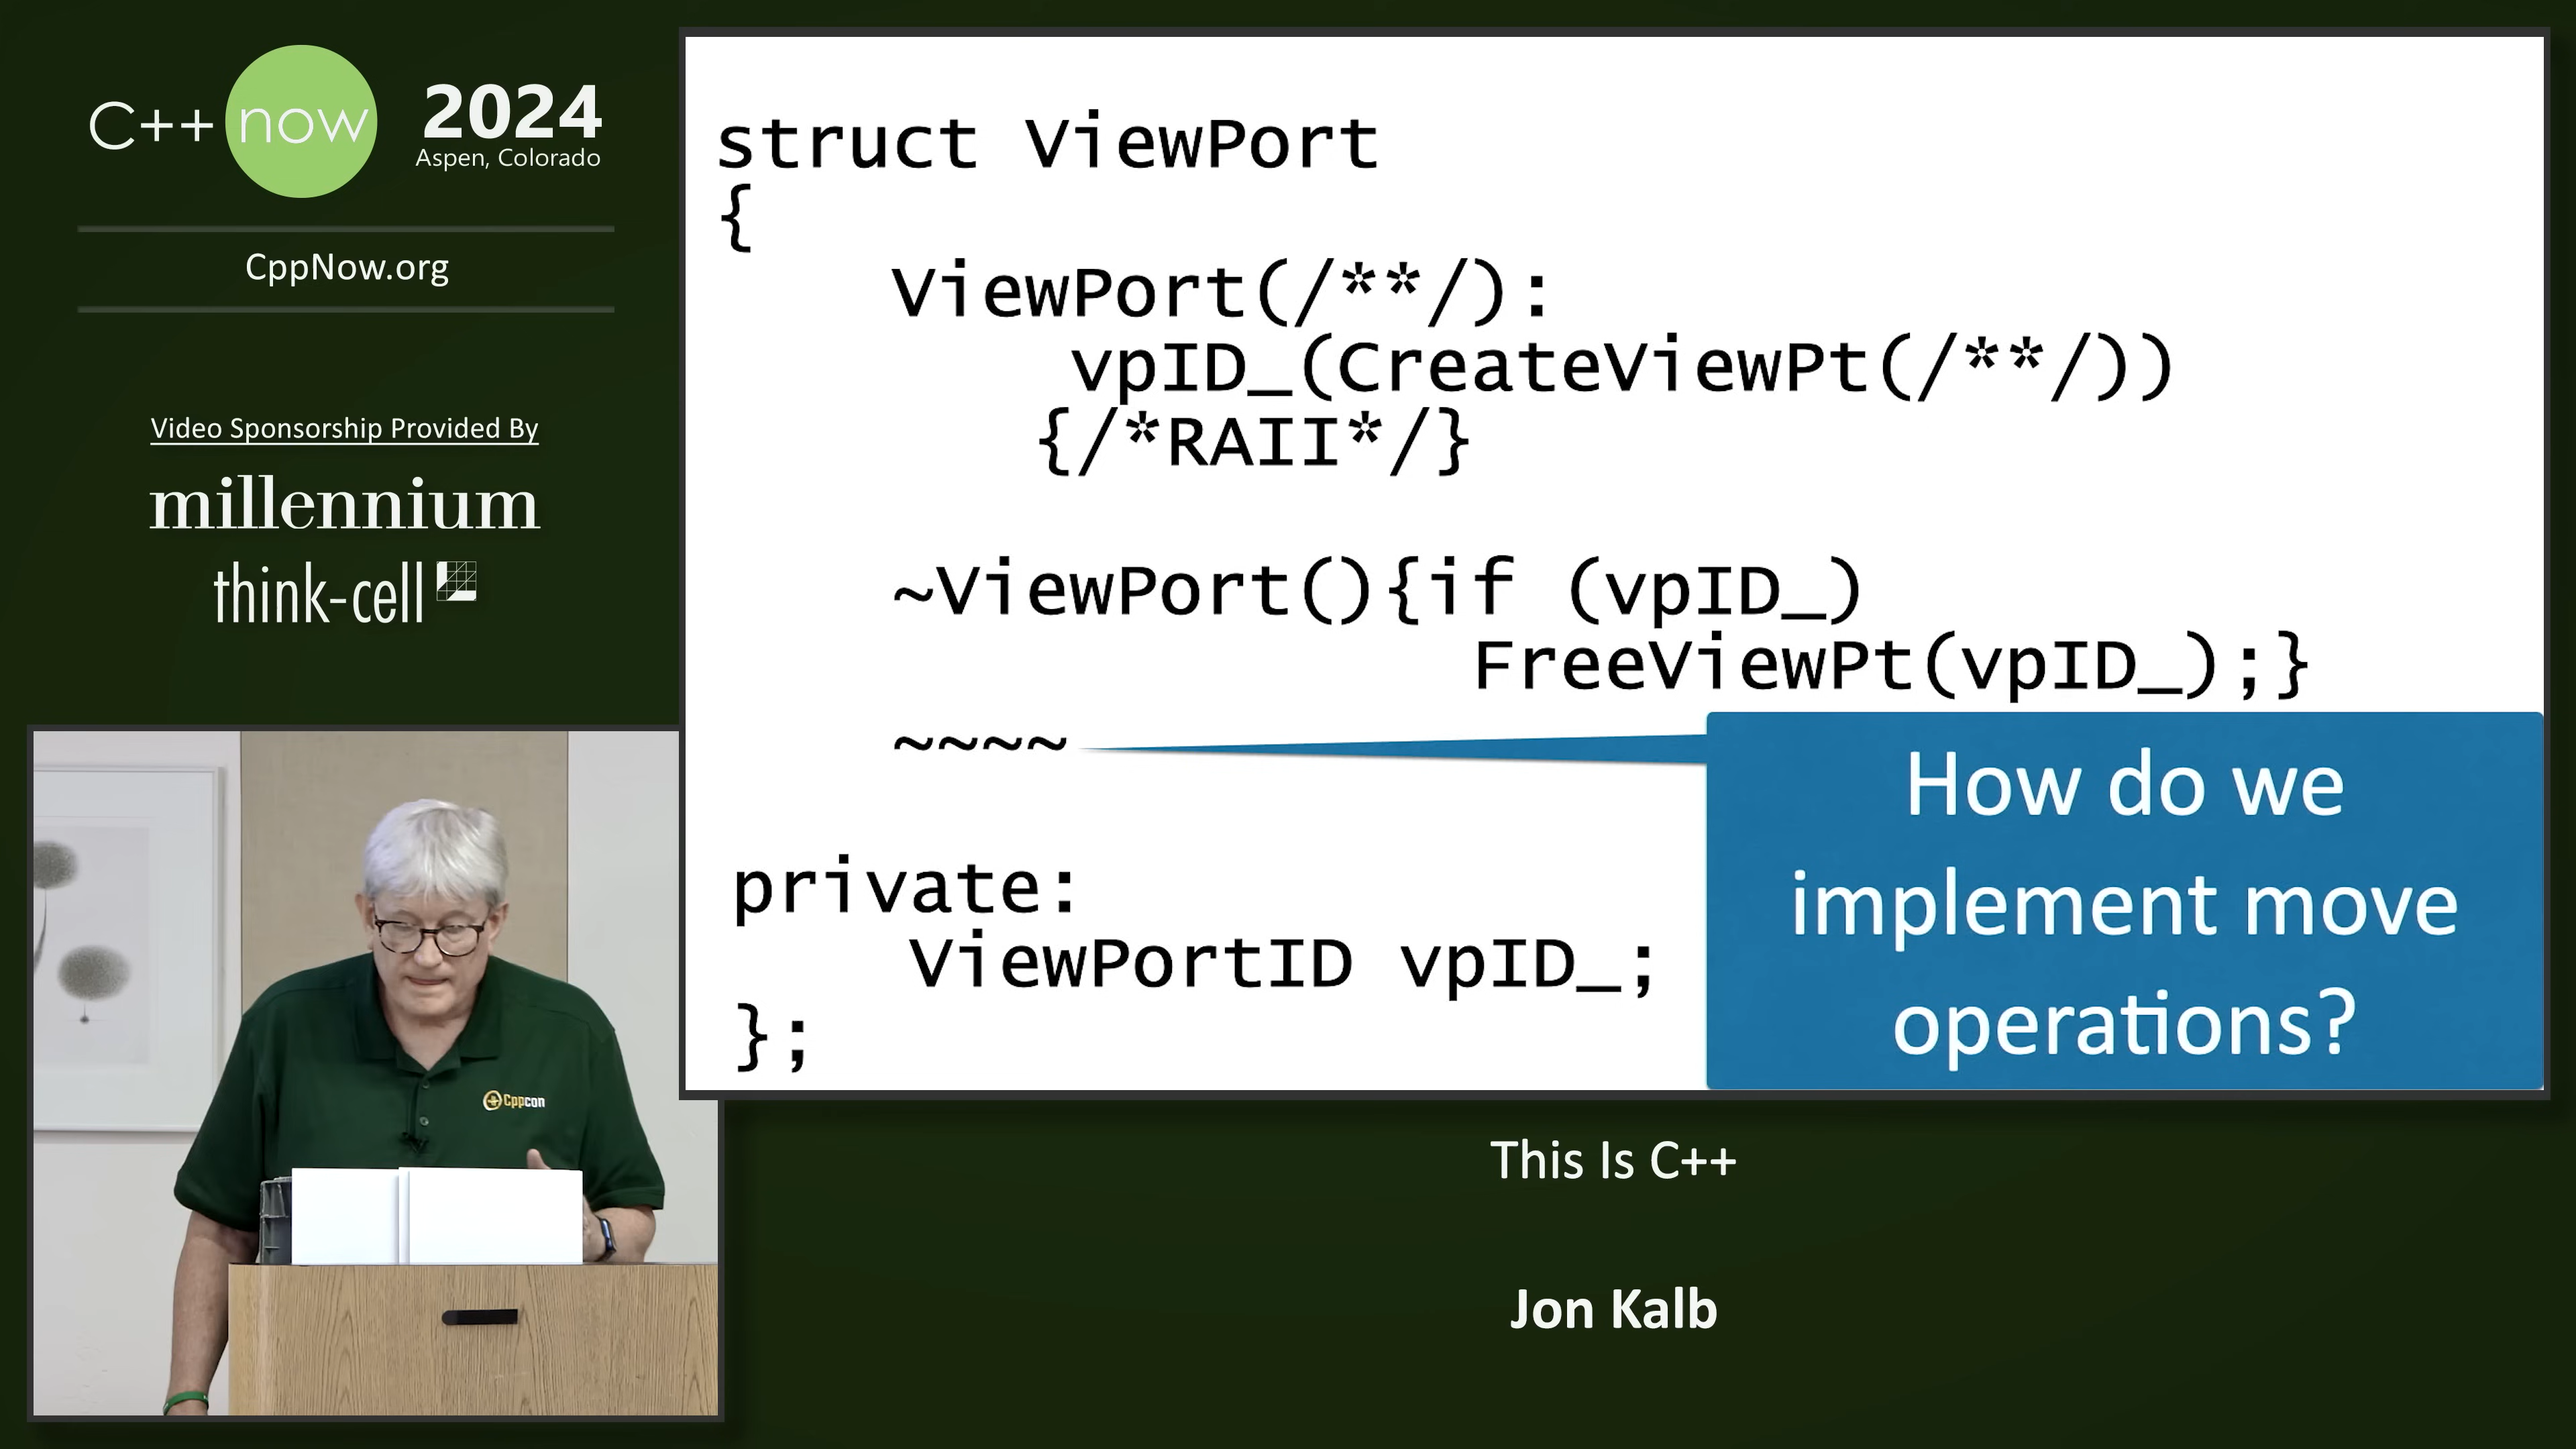 C++ now
2024
Aspen, Colorado
CppNow.org
Video Sponsorship Provided By
millennium
think-cell
struct ViewPort
{
ViewPort(/**/):
vpID_(CreateViewPt(/**/))
{/*RAII*/}
~ViewPort(){if (vpID_)
FreeViewPt(vpID_);}
~~~~
private:
ViewPortID vpID_;
};
How do we
implement move
operations?
Cppcon
This Is C++
Jon Kalb